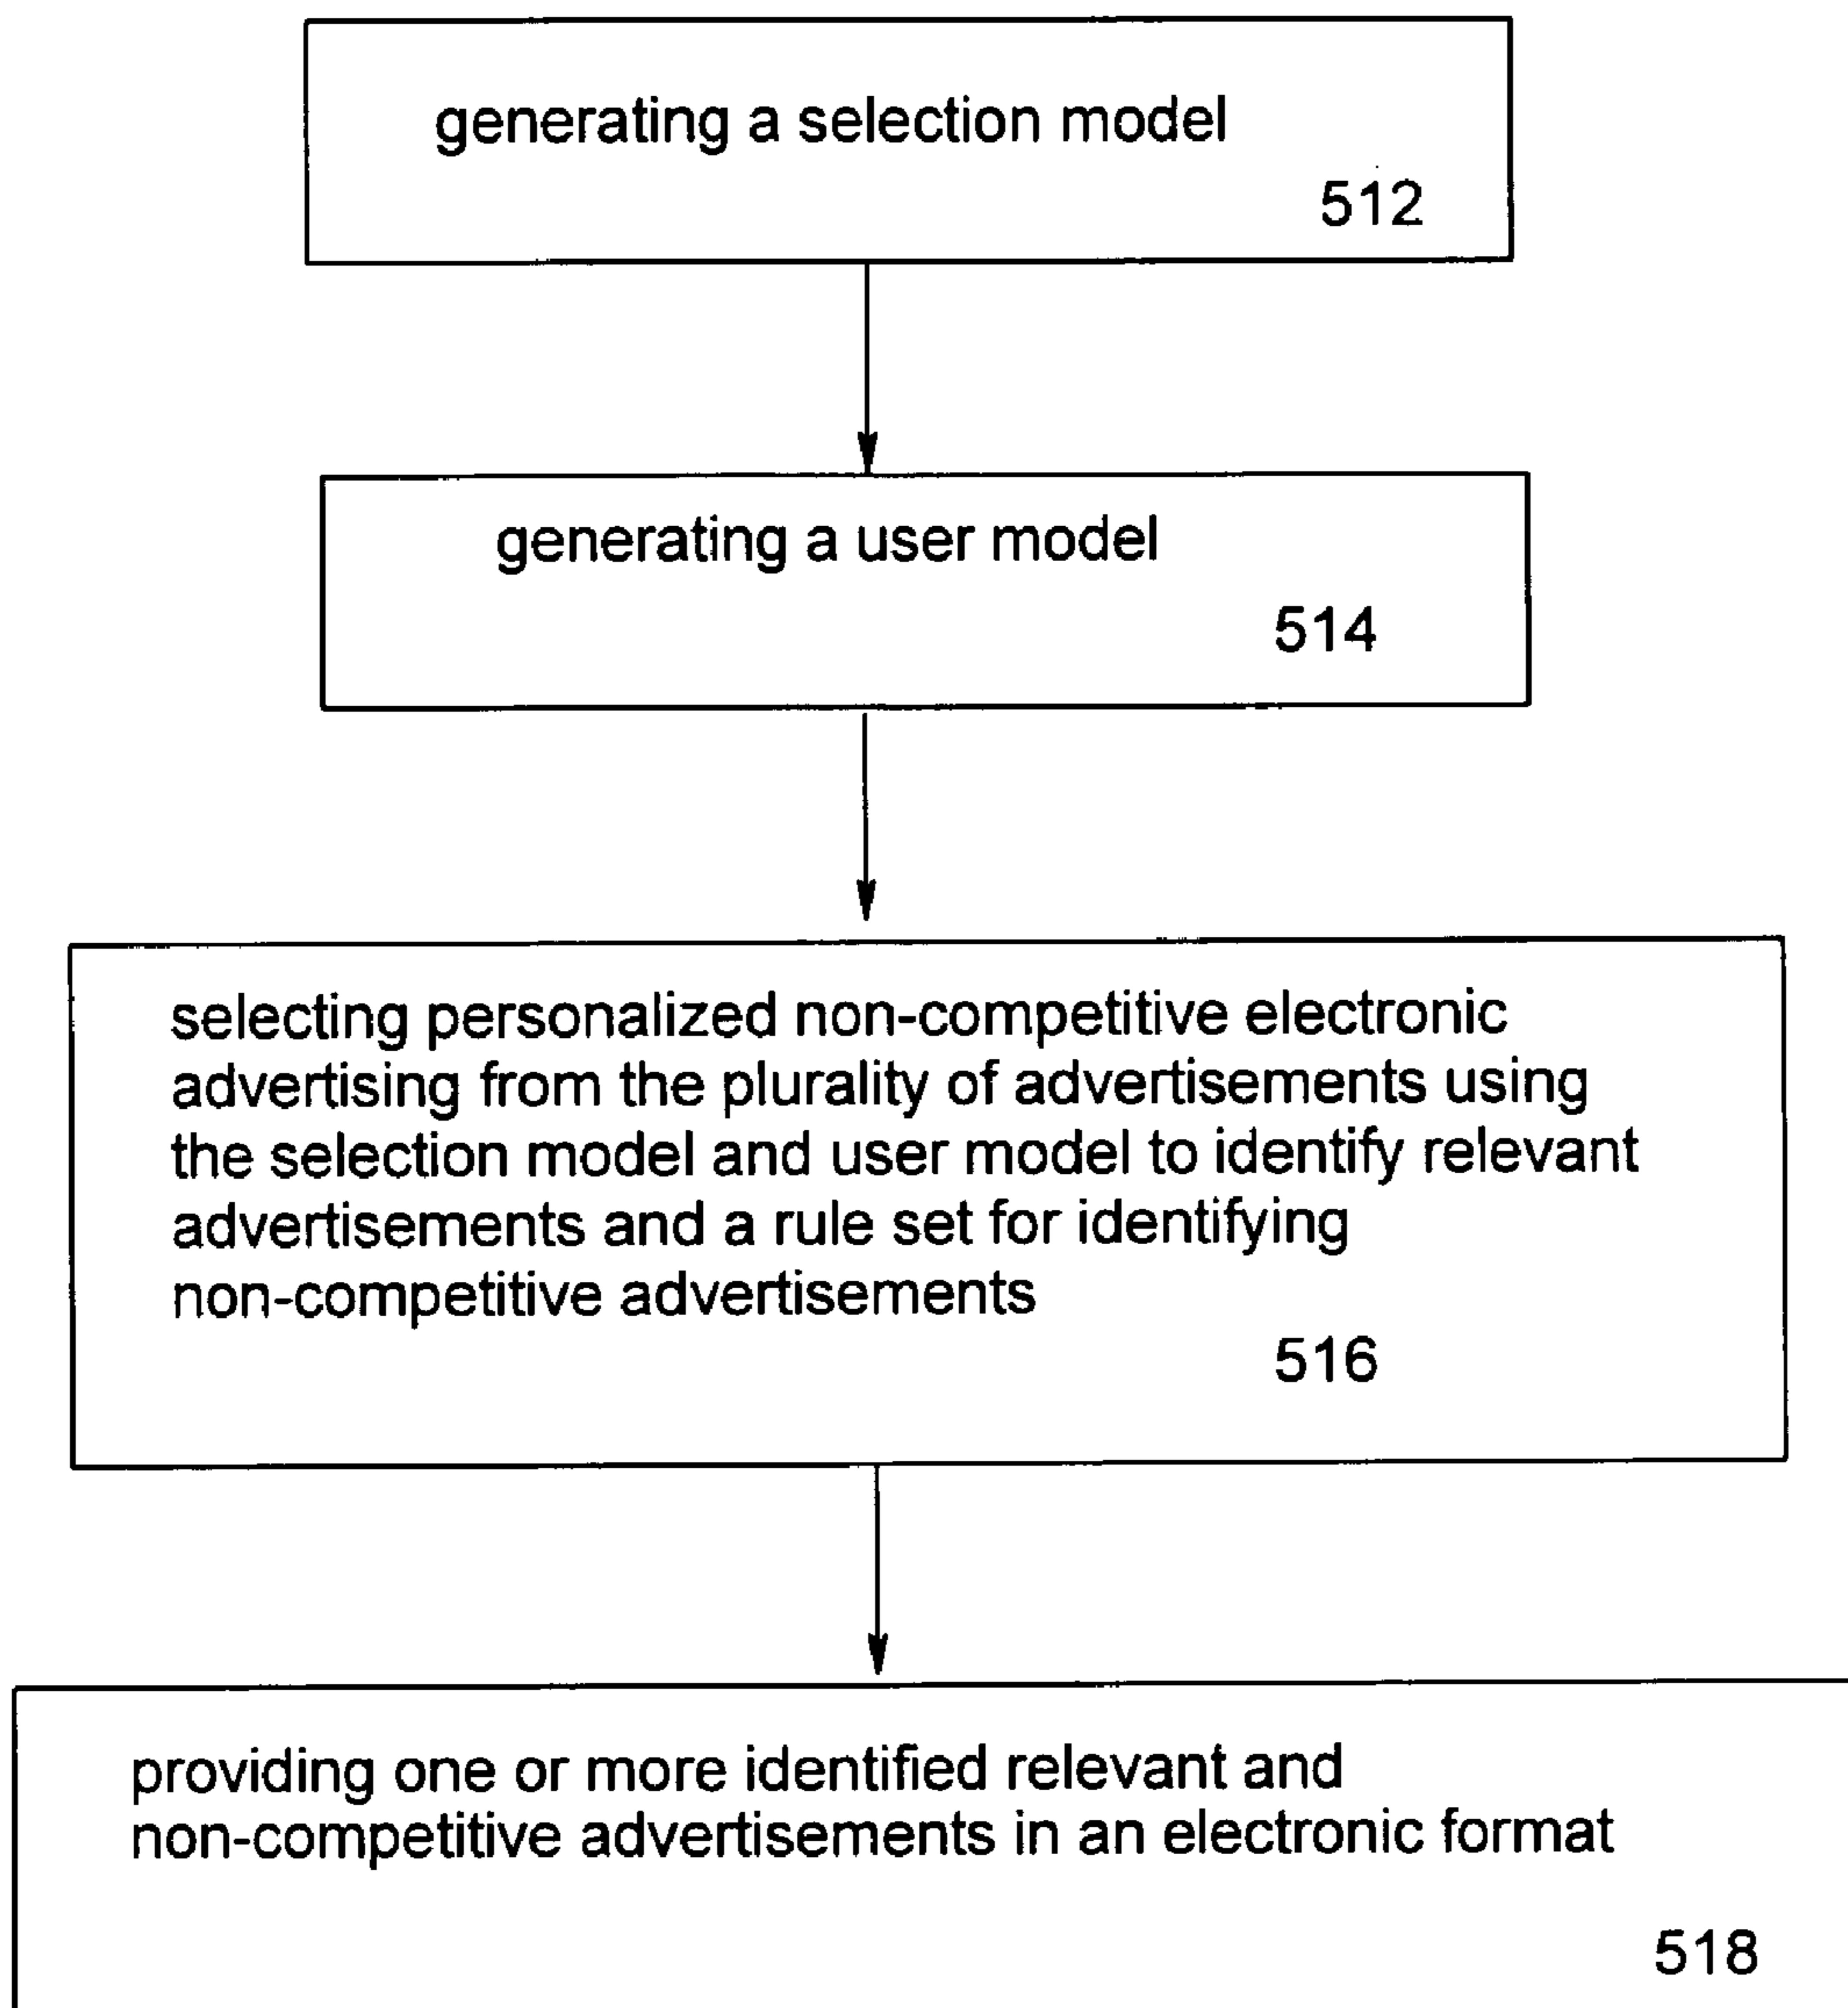 generating a selection model
512
generating a user model
514
selecting personalized non-competitive electronic
advertising from the plurality of advertisements using
the selection model and user model to identify relevant
advertisements and a rule set for identifying
non-competitive advertisements
516
providing one or more identified relevant and
non-competitive advertisements in an electronic format
518